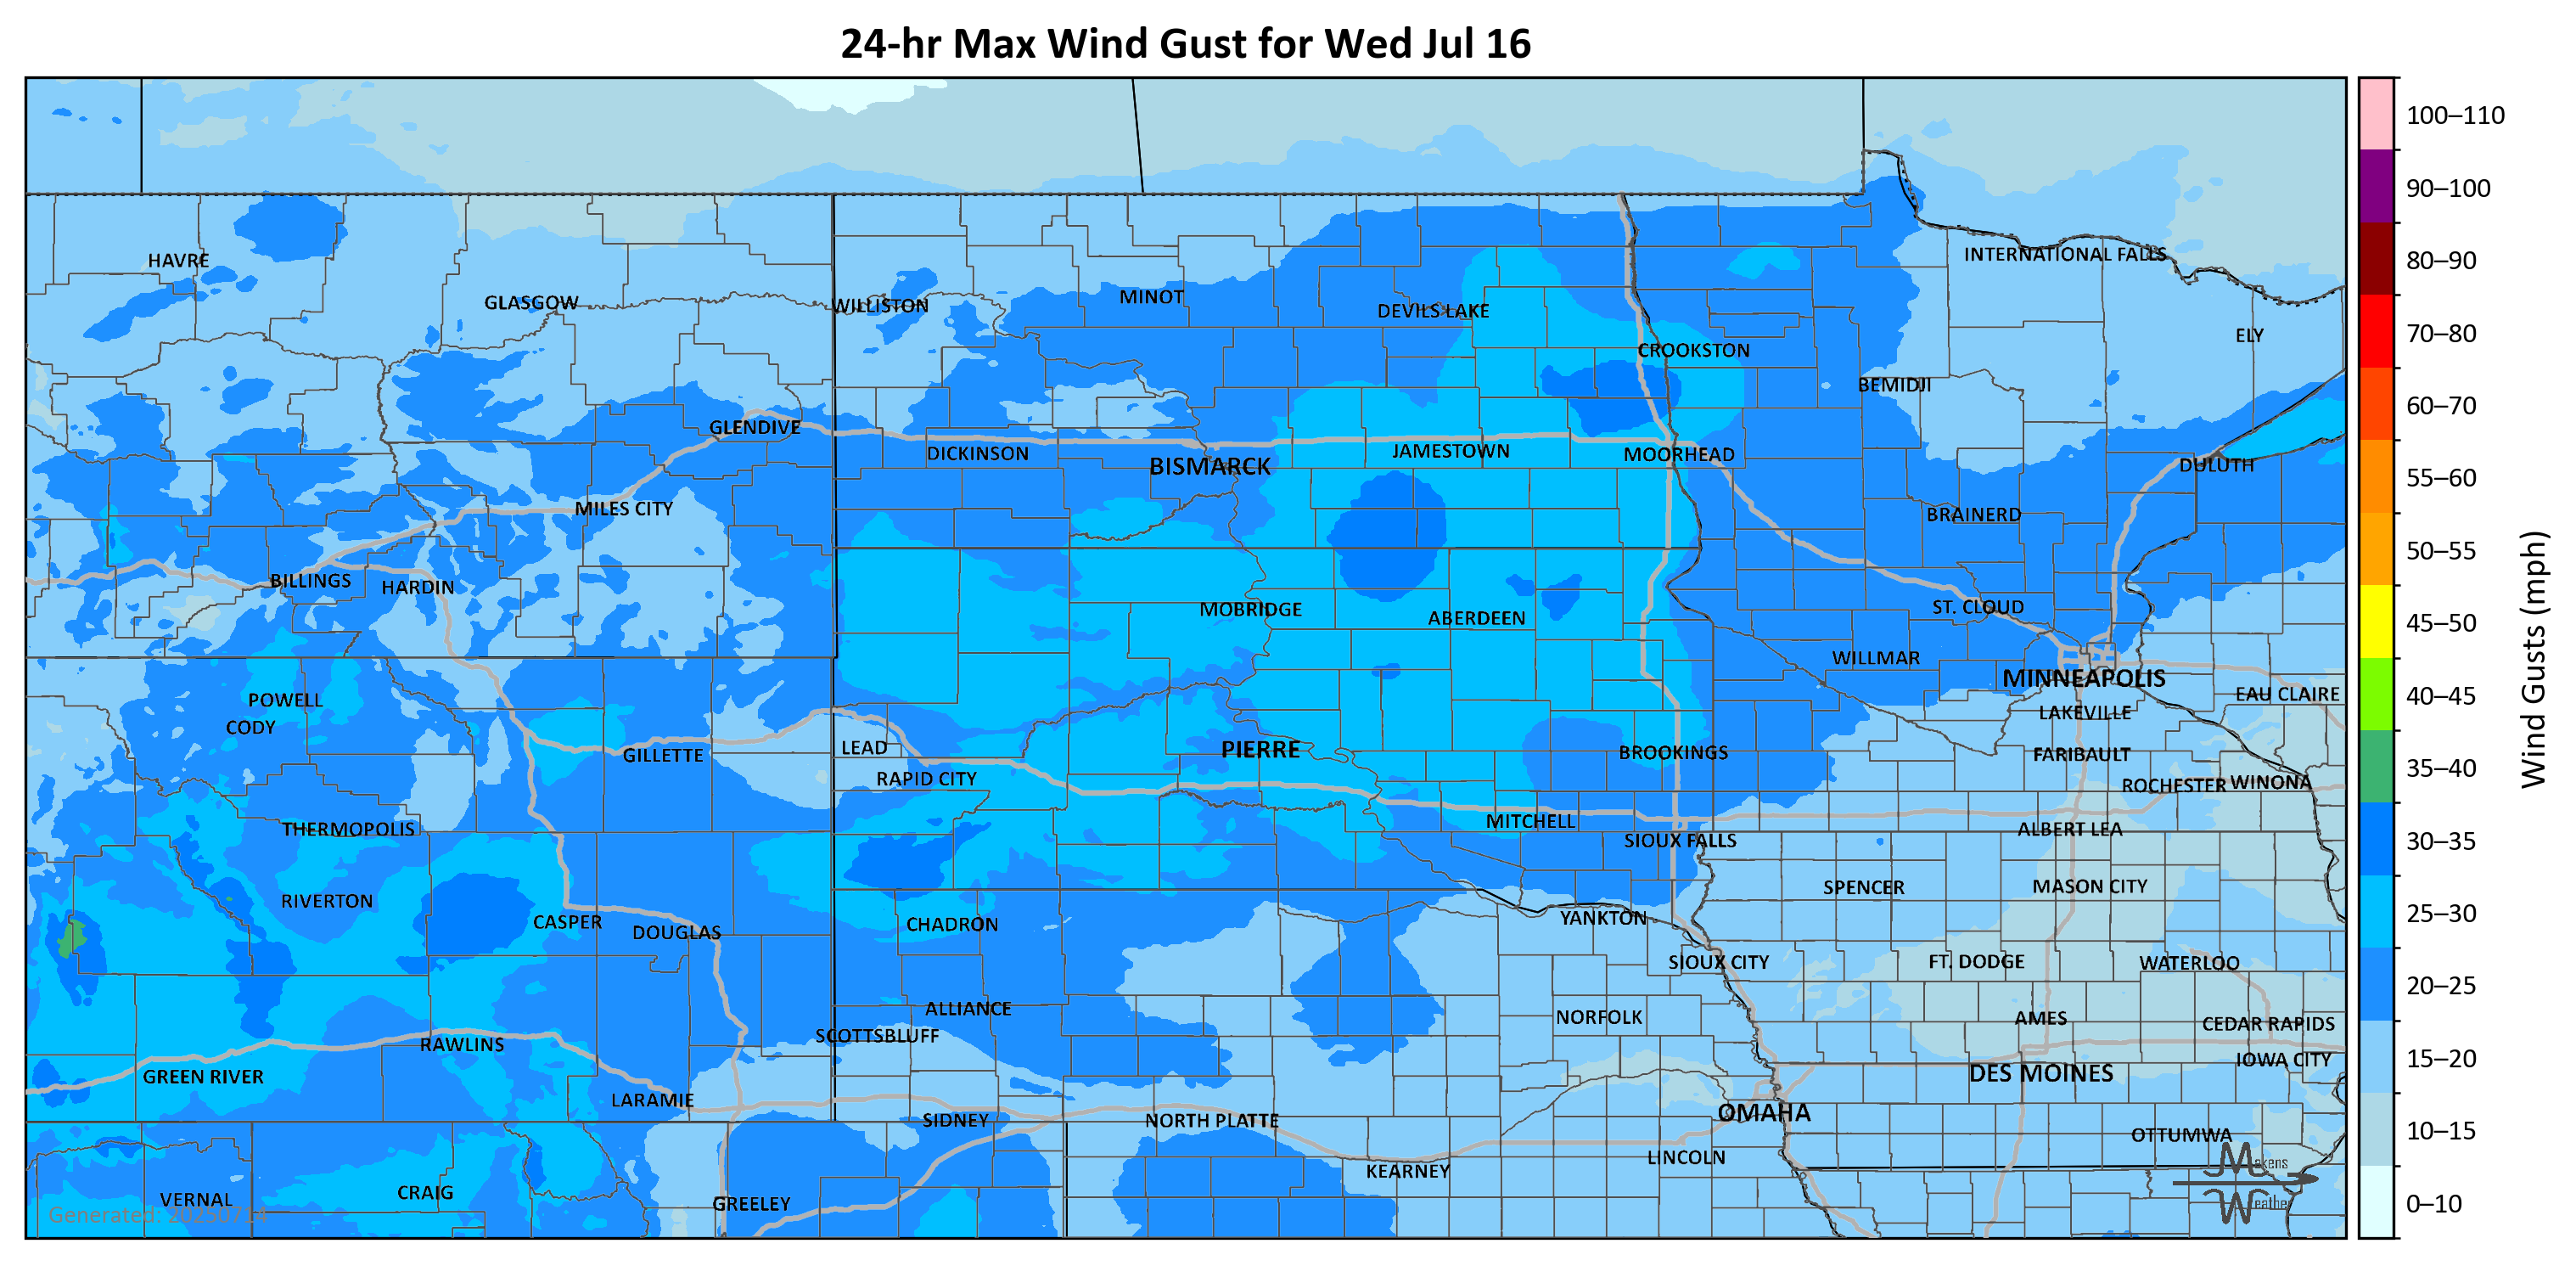 24-hr Max Wind Gust for Wed Jul 16
100–110
90–100
80–90
70–80
60–70
55–60
50–55
45–50
40–45
35–40
30–35
25–30
20–25
15–20
10–15
0–10
Wind Gusts (mph)
HAVRE
INTERNATIONAL FALLS
GLASGOW
WILLISTON
MINOT
DEVILS LAKE
ELY
CROOKSTON
BEMIDJI
GLENDIVE
DICKINSON
BISMARCK
JAMESTOWN
MOORHEAD
DULUTH
MILES CITY
BRAINERD
BILLINGS
HARDIN
MOBRIDGE
ABERDEEN
ST. CLOUD
WILLMAR
MINNEAPOLIS
POWELL
EAU CLAIRE
CODY
LAKEVILLE
GILLETTE
LEAD
PIERRE
BROOKINGS
FARIBAULT
RAPID CITY
ROCHESTER
WINONA
THERMOPOLIS
MITCHELL
ALBERT LEA
SIOUX FALLS
RIVERTON
SPENCER
MASON CITY
CASPER
DOUGLAS
CHADRON
YANKTON
SIOUX CITY
FT. DODGE
WATERLOO
ALLIANCE
NORFOLK
AMES
CEDAR RAPIDS
SCOTTSBLUFF
RAWLINS
IOWA CITY
GREEN RIVER
DES MOINES
LARAMIE
SIDNEY
NORTH PLATTE
OMAHA
OTTUMWA
KEARNEY
LINCOLN
VERNAL
CRAIG
GREELEY
Generated: 20250714
Makens
Weather